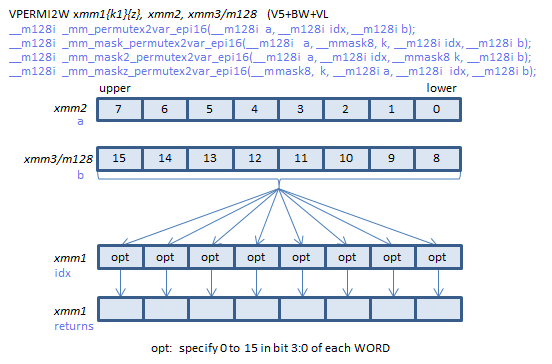 VPERMI2W xmm1{k1}{z}, xmm2, xmm3/m128 (V5+BW+VL
__m128i _mm_permutex2var_epi16(__m128i a, __m128i idx, __m128i b);
__m128i _mm_mask_permutex2var_epi16(__m128i a, __mmask8, k, __m128i idx, __m128i b);
__m128i _mm_mask2_permutex2var_epi16(__m128i a, __m128i idx,__mmask8 k, __m128i b);
__m128i _mm_maskz_permutex2var_epi16(__mmask8, k, __m128i a, __m128i idx, __m128i b);
upper lower
xmm2 7 6 5 4 3 2 1 0
a
xmm3/m128 15 14 13 12 11 10 9 8
b
xmm1 opt opt opt opt opt opt opt opt
idx
xmm1
returns
opt: specify 0 to 15 in bit 3:0 of each WORD